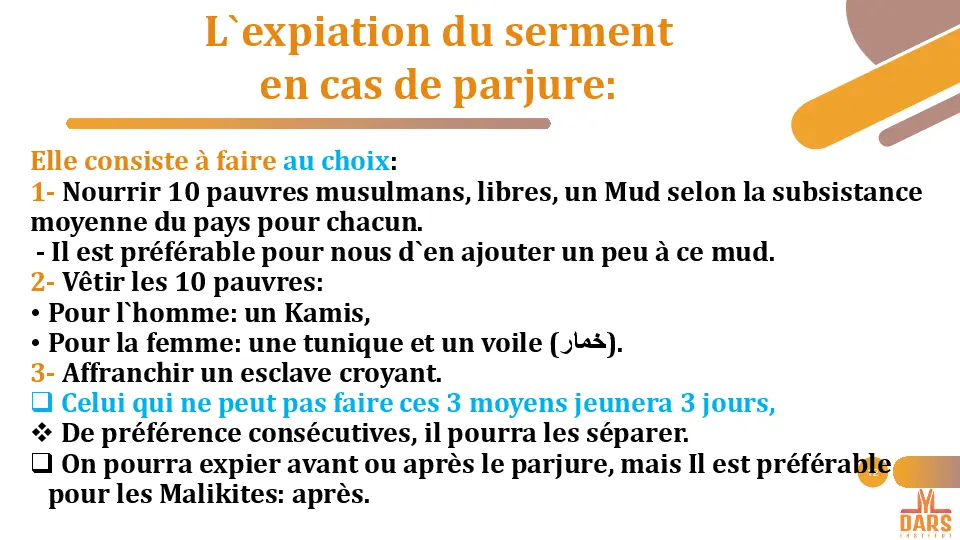 L`expiation du serment
en cas de parjure:
Elle consiste à faire au choix:
1- Nourrir 10 pauvres musulmans, libres, un Mud selon la subsistance
moyenne du pays pour chacun.
- Il est préférable pour nous d`en ajouter un peu à ce mud.
2- Vêtir les 10 pauvres:
• Pour l`homme: un Kamis,
• Pour la femme: une tunique et un voile (خمار).
3- Affranchir un esclave croyant.
❑ Celui qui ne peut pas faire ces 3 moyens jeunera 3 jours,
❖ De préférence consécutives, il pourra les séparer.
❑ On pourra expier avant ou après le parjure, mais Il est préférable
pour les Malikites: après.
DARS
INSTITUT